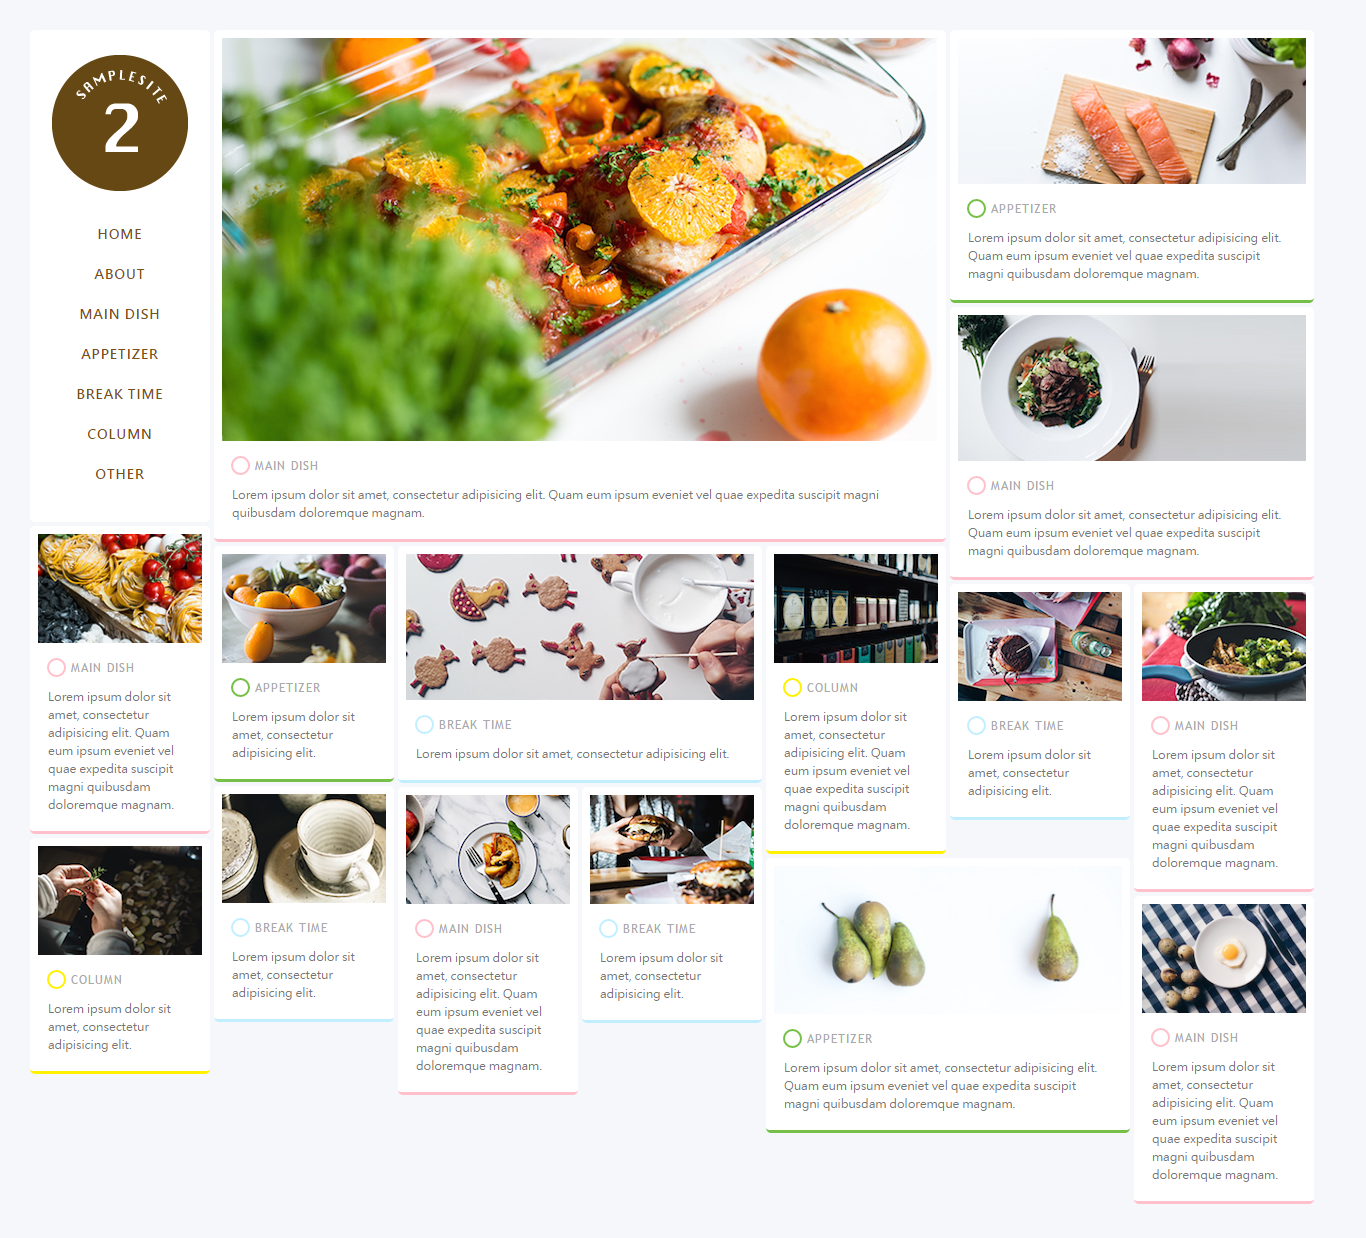 SAMPLESITE
2
HOME
ABOUT
MAIN DISH
APPETIZER
BREAK TIME
COLUMN
OTHER
MAIN DISH
Lorem ipsum dolor sit amet, consectetur adipisicing elit. Quam eum ipsum eveniet vel quae expedita suscipit magni
quibusdam doloremque magnam.
APPETIZER
Lorem ipsum dolor sit amet, consectetur adipisicing elit.
Quam eum ipsum eveniet vel quae expedita suscipit
magni quibusdam doloremque magnam.
MAIN DISH
Lorem ipsum dolor sit amet, consectetur adipisicing elit.
Quam eum ipsum eveniet vel quae expedita suscipit
magni quibusdam doloremque magnam.
MAIN DISH
Lorem ipsum dolor sit
amet, consectetur
adipisicing elit. Quam
eum ipsum eveniet vel
quae expedita suscipit
magni quibusdam
doloremque magnam.
APPETIZER
Lorem ipsum dolor sit
amet, consectetur
adipisicing elit.
BREAK TIME
Lorem ipsum dolor sit amet, consectetur adipisicing elit.
COLUMN
Lorem ipsum dolor sit
amet, consectetur
adipisicing elit. Quam
eum ipsum eveniet vel
quae expedita suscipit
magni quibusdam
doloremque magnam.
BREAK TIME
Lorem ipsum dolor sit
amet, consectetur
adipisicing elit.
MAIN DISH
Lorem ipsum dolor sit
amet, consectetur
adipisicing elit. Quam
eum ipsum eveniet vel
quae expedita suscipit
magni quibusdam
doloremque magnam.
COLUMN
Lorem ipsum dolor sit
amet, consectetur
adipisicing elit.
BREAK TIME
Lorem ipsum dolor sit
amet, consectetur
adipisicing elit.
MAIN DISH
Lorem ipsum dolor sit
amet, consectetur
adipisicing elit. Quam
eum ipsum eveniet vel
quae expedita suscipit
magni quibusdam
doloremque magnam.
BREAK TIME
Lorem ipsum dolor sit
amet, consectetur
adipisicing elit.
APPETIZER
Lorem ipsum dolor sit amet, consectetur adipisicing elit.
Quam eum ipsum eveniet vel quae expedita suscipit
magni quibusdam doloremque magnam.
MAIN DISH
Lorem ipsum dolor sit
amet, consectetur
adipisicing elit. Quam
eum ipsum eveniet vel
quae expedita suscipit
magni quibusdam
doloremque magnam.